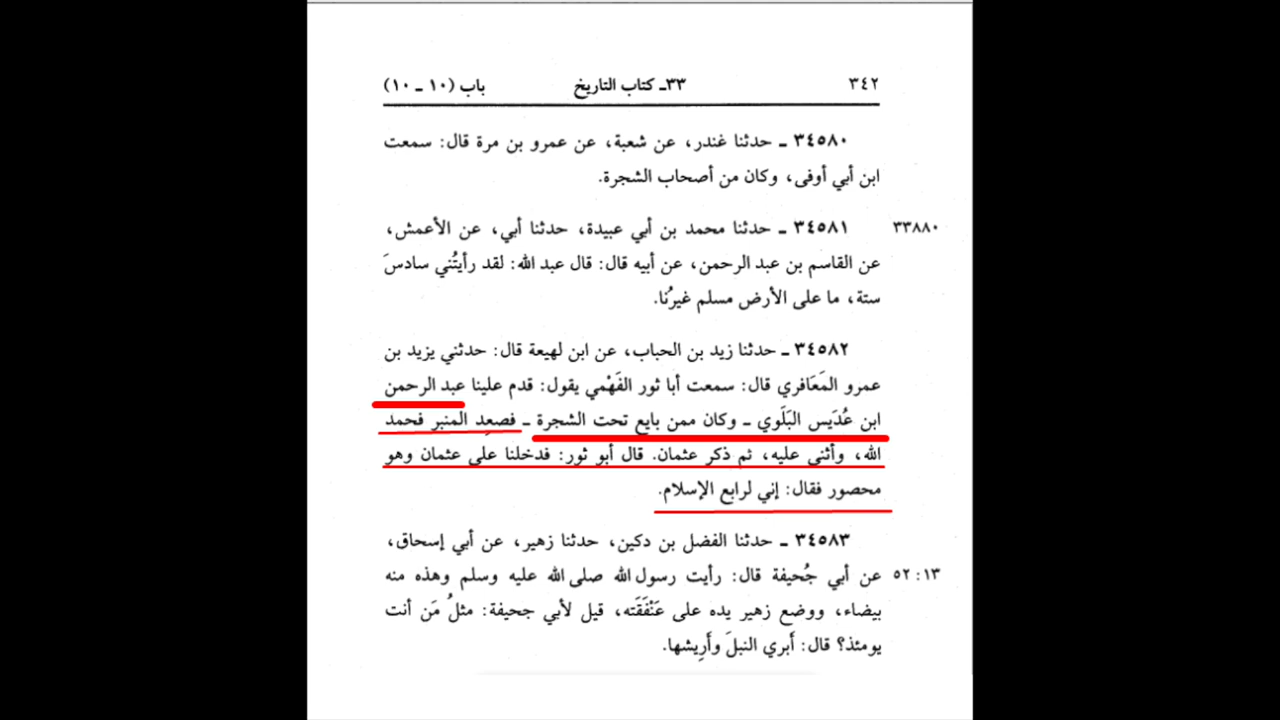 ٣٤٢ ٣٣ـ كتاب التاريخ باب (١٠ ـ ١٠)
٣٤٥٨٠ ـ حدثنا غندر، عن شعبة، عن عمرو بن مرة قال: سمعت
ابن أبي أوفى، وكان من أصحاب الشجرة.
٣٣٨٨٠ ٣٤٥٨١ ـ حدثنا محمد بن أبي عبيدة، حدثنا أبي، عن الأعمش،
عن القاسم بن عبد الرحمن، عن أبيه قال: قال عبد الله: لقد رأيتُني سادسَ
ستة، ما على الأرض مسلم غيرُنا.
٣٤٥٨٢ ـ حدثنا زيد بن الحباب، عن ابن لهيعة قال: حدثني يزيد بن
عمرو المَعَافري قال: سمعت أبا ثور الفَهْمي يقول: قدم علينا عبد الرحمن
ابن عُدَيس البَلَوي ـ وكان ممن بايع تحت الشجرة ـ فصعِد المنبر فحمد
الله، وأثنى عليه، ثم ذكر عثمان. قال أبو ثور: فدخلنا على عثمان وهو
محصور فقال: إني لرابع الإسلام.
٣٤٥٨٣ ـ حدثنا الفضل بن دكين، حدثنا زهير، عن أبي إسحاق،
٥٢:١٣ عن أبي جُحيفة قال: رأيت رسول الله صلى الله عليه وسلم وهذه منه
بيضاء، ووضع زهير يده على عَنْفَقَته، قيل لأبي جحيفة: مثلُ مَن أنت
يومئذ؟ قال: أَبري النبلَ وأَرِيشها.